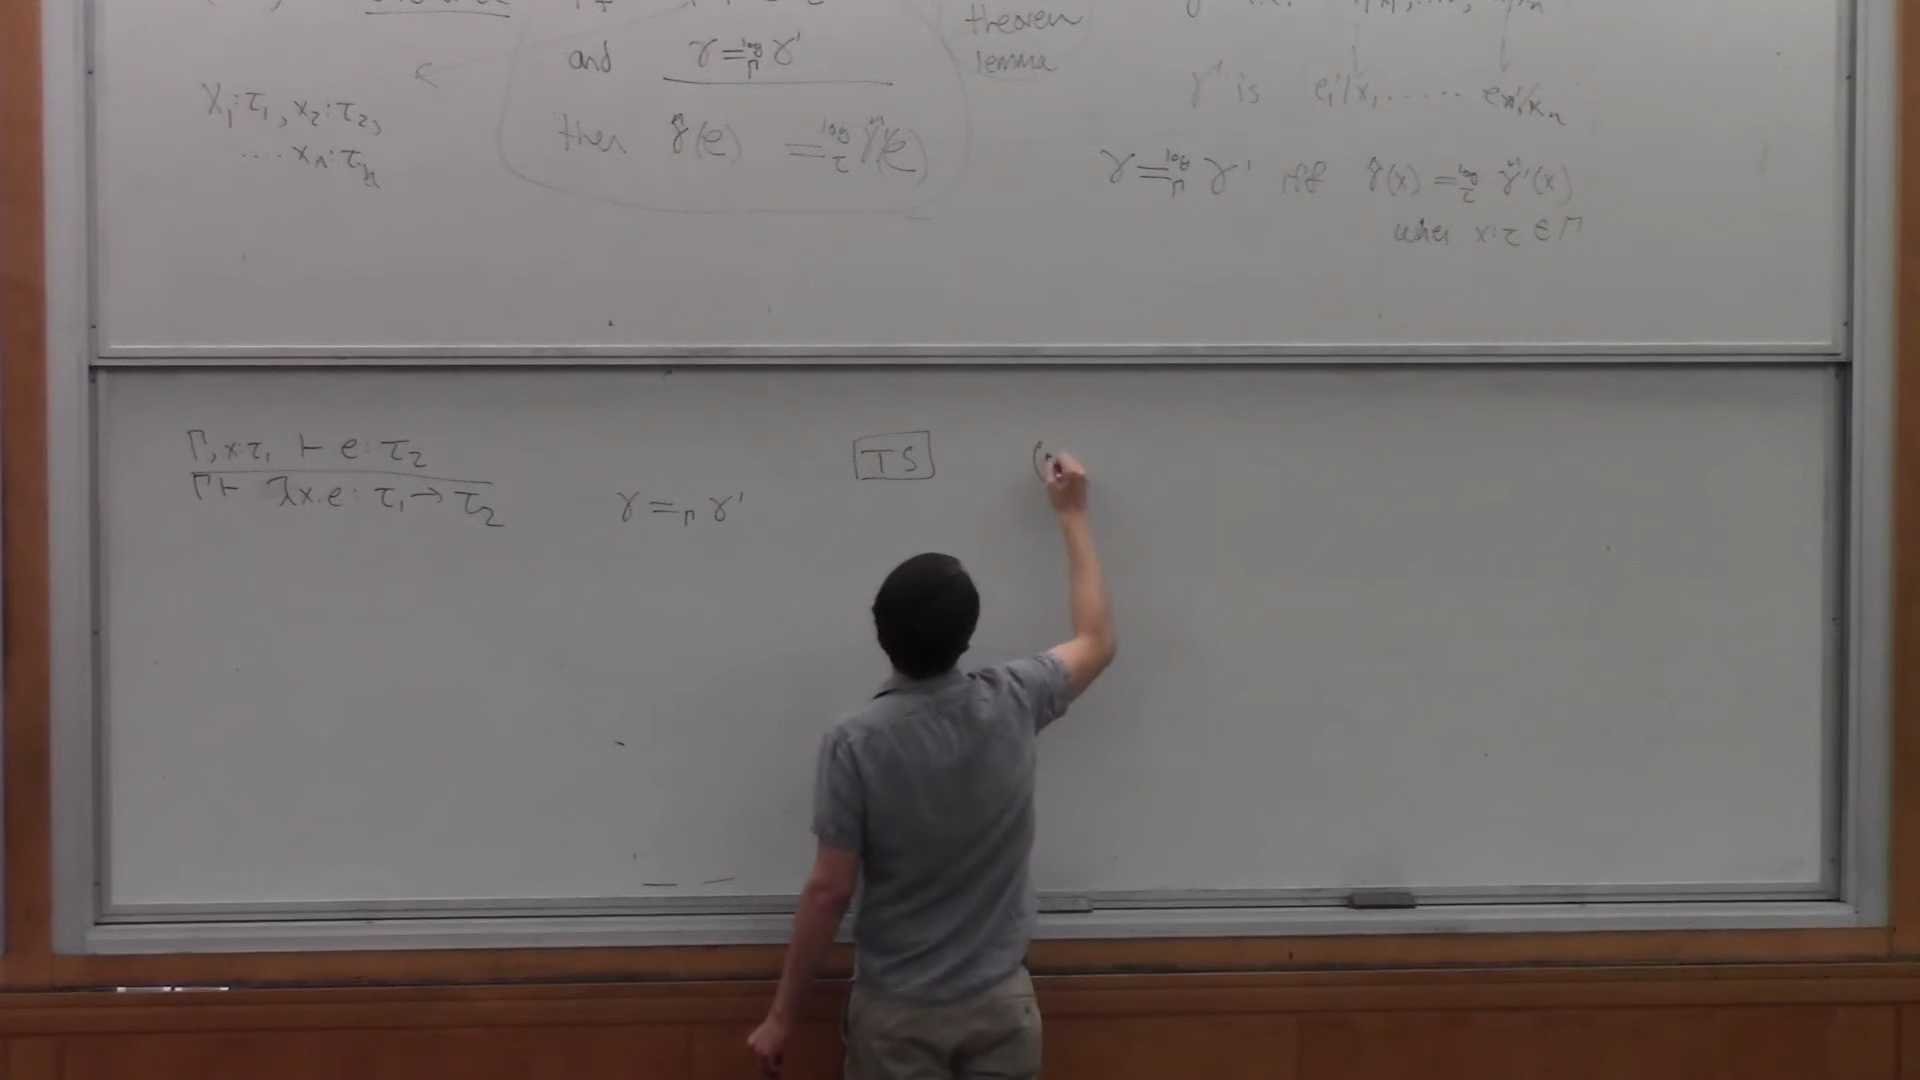 and γ =^log_Γ γ'
then γ̂(e) =^log_τ γ̂'(e)
x₁:τ₁, x₂:τ₂,
.... xₙ:τₙ
theorem
lemma
γ' is e₁'/x₁ ...... eₙ'/xₙ
γ =^log_Γ γ' iff γ̂(x) =^log_τ γ̂'(x)
when x:τ ∈ Γ
Γ, x:τ₁ ⊢ e : τ₂
Γ ⊢ λx.e : τ₁ → τ₂
γ =_Γ γ'
TS
(